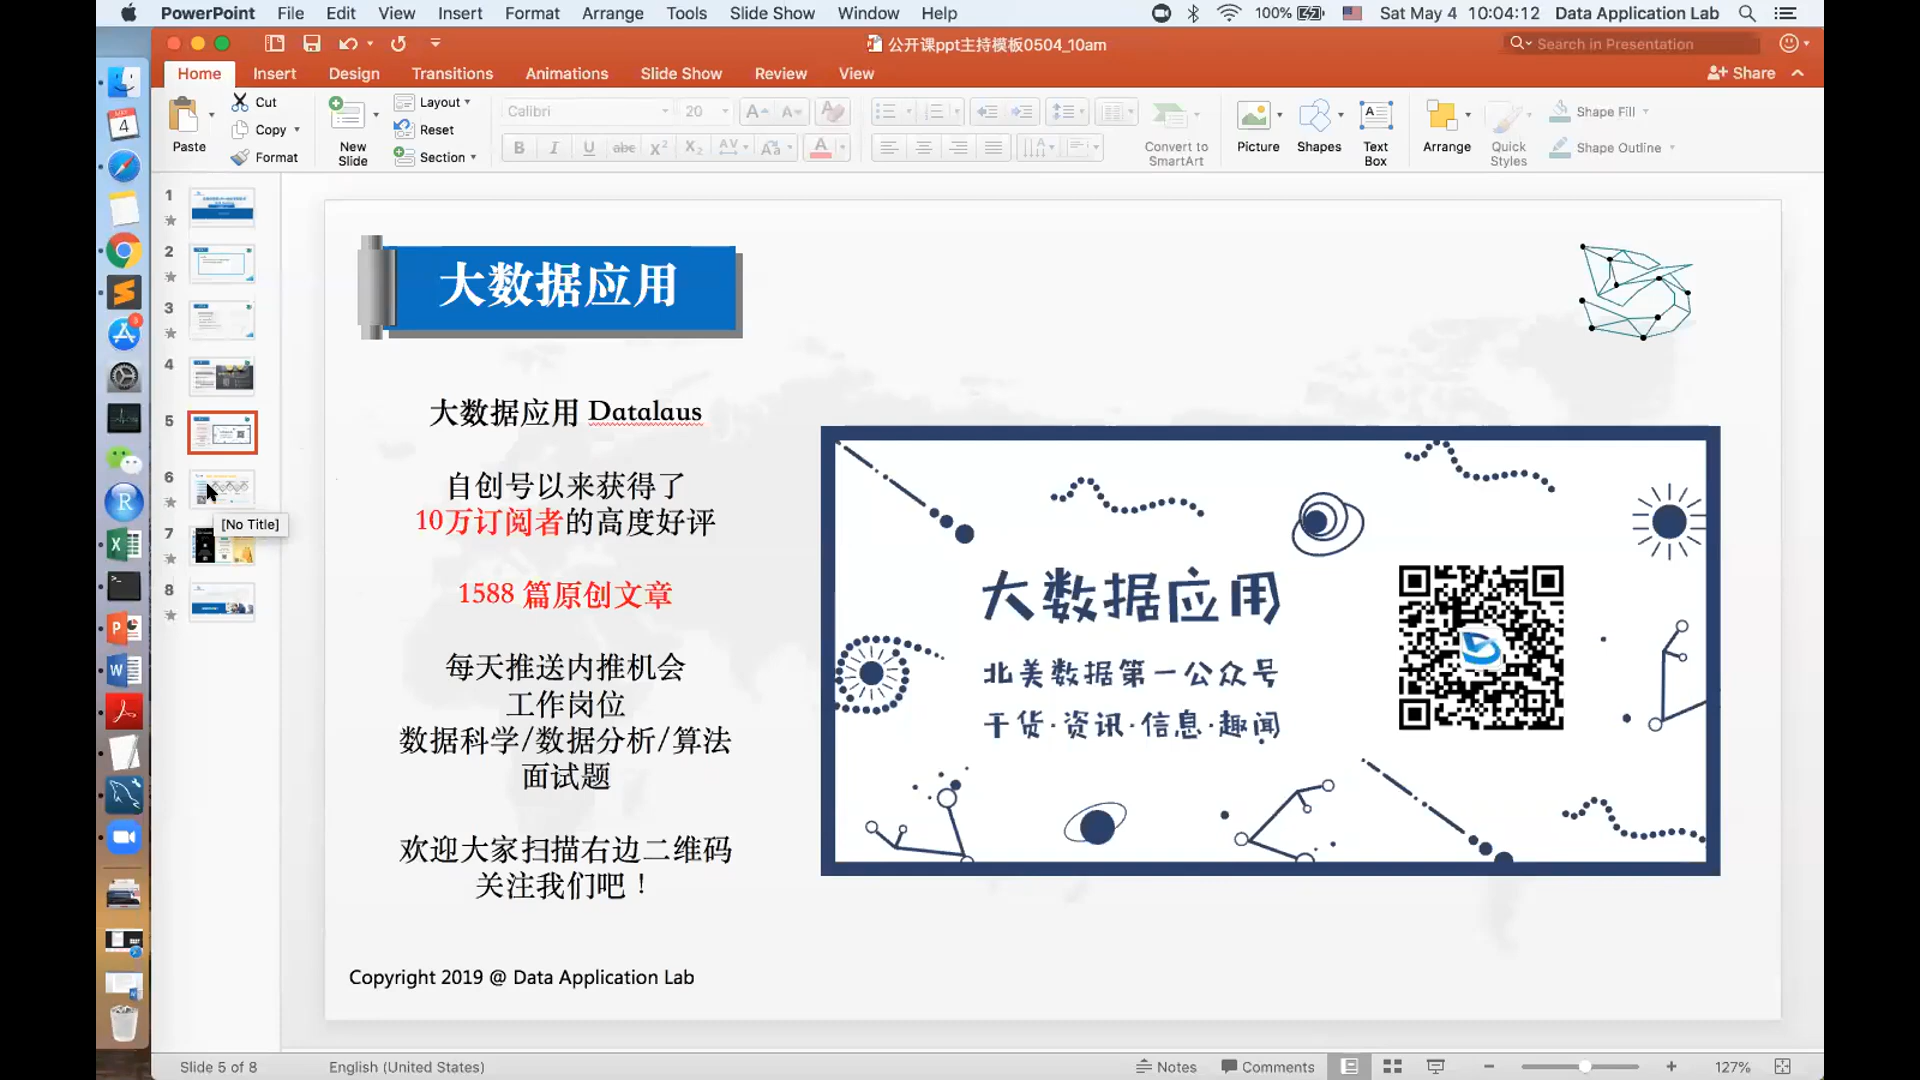 PowerPoint File Edit View Insert Format Arrange Tools Slide Show Window Help 100% Sat May 4 10:04:12 Data Application Lab
公开课ppt主持模板0504_10am
Search in Presentation
Home Insert Design Transitions Animations Slide Show Review View Share
Paste
Cut
Copy
Format
New Slide
Layout
Reset
Section
Calibri 20
Convert to SmartArt
Picture
Shapes
Text Box
Arrange
Quick Styles
Shape Fill
Shape Outline
1
2
3
4
5
6
[No Title]
7
8
大数据应用
大数据应用 Datalaus
自创号以来获得了
10万订阅者的高度好评
1588 篇原创文章
每天推送内推机会
工作岗位
数据科学/数据分析/算法
面试题
欢迎大家扫描右边二维码
关注我们吧！
大数据应用
北美数据第一公众号
干货·资讯·信息·趣闻
Copyright 2019 @ Data Application Lab
Slide 5 of 8 English (United States) Notes Comments 127%